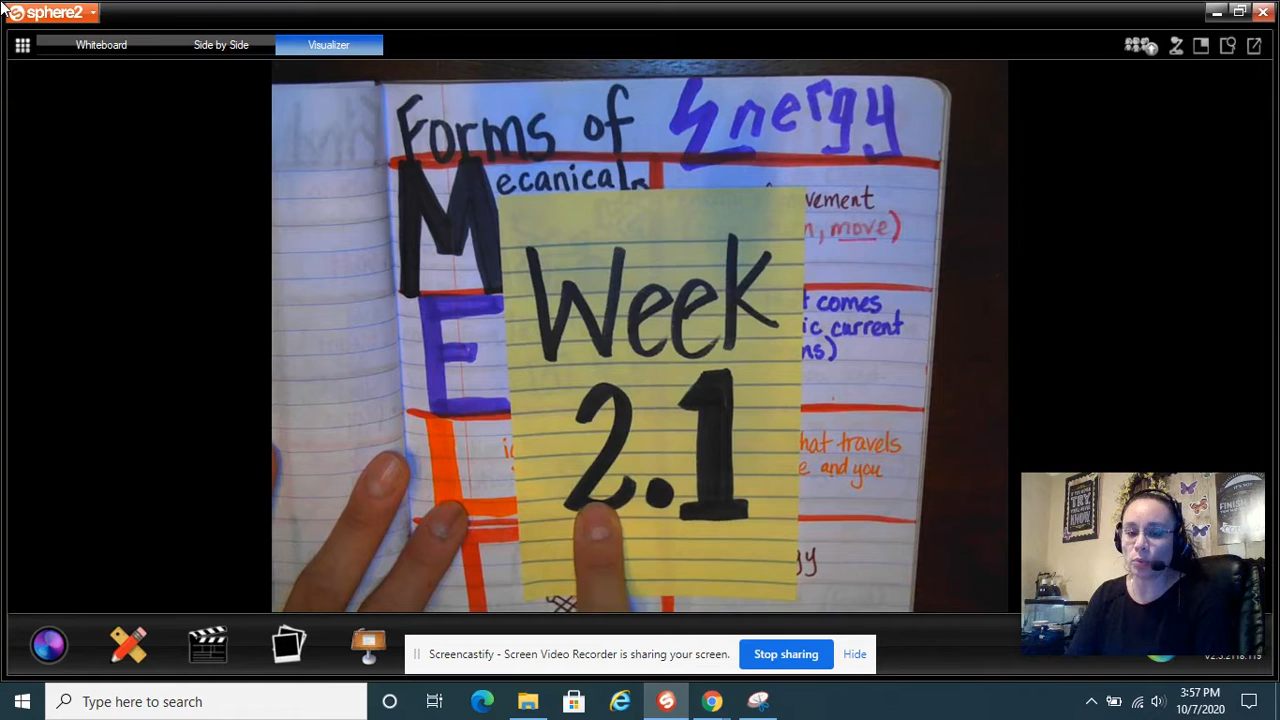 sphere2
Whiteboard
Side by Side
Visualizer
Forms of Energy
Mecanical
vement
, move)
E
t comes
ic current
ns)
L
hat travels
e and you
Week
2.1
Screencastify - Screen Video Recorder is sharing your screen.
Stop sharing
Hide
Type here to search
3:57 PM
10/7/2020